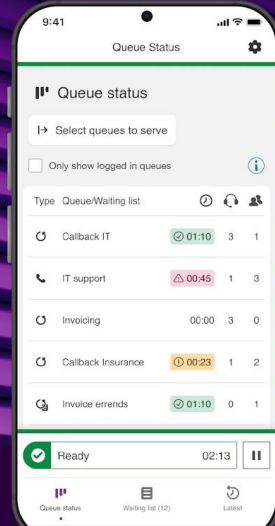 9:41
Queue Status
Queue status
Select queues to serve
Only show logged in queues
Type Queue/Waiting list
Callback IT 01:10 3 1
IT support 00:45 1 3
Invoicing 00:00 3 0
Callback Insurance 00:23 1 2
Invoice errends 01:10 0 1
Ready 02:13
Queue status Waiting list (12) Latest